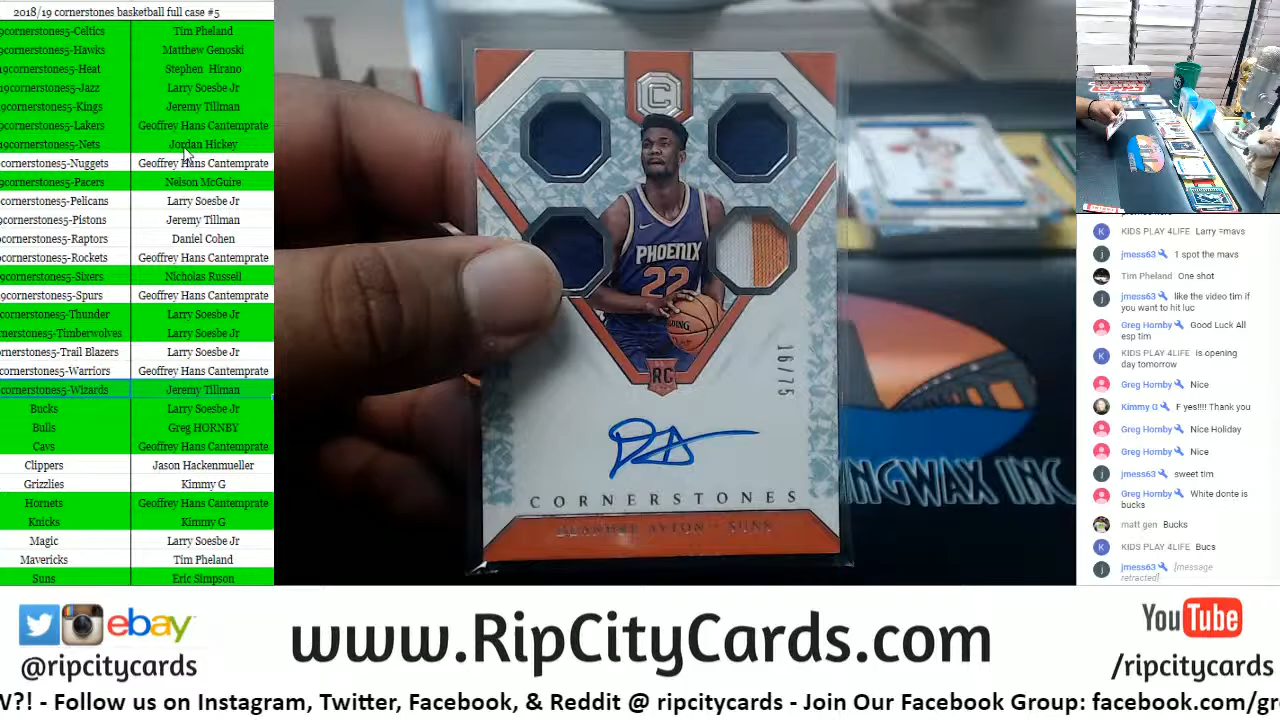 2018/19 cornerstones basketball full case #5
9cornerstones5-Celtics Tim Pheland
9cornerstones5-Hawks Matthew Genoski
19cornerstones5-Heat Stephen Hirano
19cornerstones5-Jazz Larry Soesbe Jr
19cornerstones5-Kings Jeremy Tillman
9cornerstones5-Lakers Geoffrey Hans Cantemprate
19cornerstones5-Nets Jordan Hickey
cornerstones5-Nuggets Geoffrey Hans Cantemprate
9cornerstones5-Pacers Nelson McGuire
cornerstones5-Pelicans Larry Soesbe Jr
9cornerstones5-Pistons Jeremy Tillman
cornerstones5-Raptors Daniel Cohen
cornerstones5-Rockets Geoffrey Hans Cantemprate
9cornerstones5-Sixers Nicholas Russell
9cornerstones5-Spurs Geoffrey Hans Cantemprate
cornerstones5-Thunder Larry Soesbe Jr
nerstones5-Timberwolves Larry Soesbe Jr
ornerstones5-Trail Blazers Larry Soesbe Jr
cornerstones5-Warriors Geoffrey Hans Cantemprate
cornerstones5-Wizards Jeremy Tillman
Bucks Larry Soesbe Jr
Bulls Greg HORNBY
Cavs Geoffrey Hans Cantemprate
Clippers Jason Hackenmueller
Grizzlies Kimmy G
Hornets Geoffrey Hans Cantemprate
Knicks Kimmy G
Magic Larry Soesbe Jr
Mavericks Tim Pheland
Suns Eric Simpson
C
PHOENIX
22
SPALDING
RC
16/75
CORNERSTONES
DEANDRE AYTON - SUNS
NGWAX INC
K KIDS PLAY 4LIFE Larry =mavs
j jmess63 1 spot the mavs
Tim Pheland One shot
j jmess63 like the video tim if
you want to hit luc
Greg Hornby Good Luck All
esp tim
K KIDS PLAY 4LIFE is opening
day tomorrow
Greg Hornby Nice
Kimmy G F yes!!!! Thank you
Greg Hornby Nice Holiday
Greg Hornby Nice
j jmess63 sweet tim
Greg Hornby White donte is
bucks
matt gen Bucks
K KIDS PLAY 4LIFE Bucs
j jmess63 [message
retracted]
ebay
@ripcitycards
www.RipCityCards.com
YouTube
/ripcitycards
W?! - Follow us on Instagram, Twitter, Facebook, & Reddit @ ripcitycards - Join Our Facebook Group: facebook.com/gr